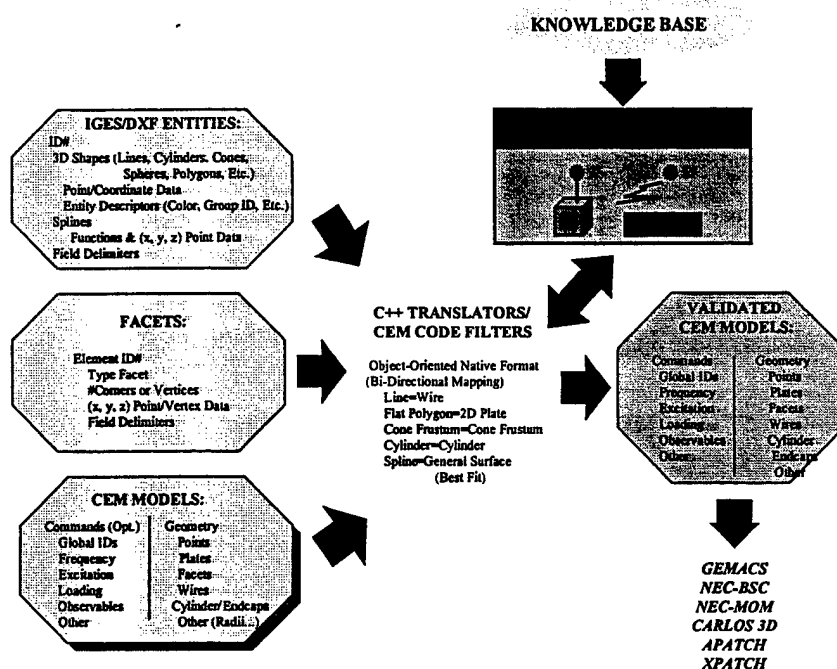 KNOWLEDGE BASE
IGES/DXF ENTITIES:
ID#
3D Shapes (Lines, Cylinders. Cones,
Spheres, Polygons, Etc.)
Point/Coordinate Data
Entity Descriptors (Color, Group ID, Etc.)
Splines
Functions & (x, y, z) Point Data
Field Delimiters
FACETS:
Element ID#
Type Facet
#Corners or Vertices
(x, y, z) Point/Vertex Data
Field Delimiters
CEM MODELS:
Commands (Opt.)
Global IDs
Frequency
Excitation
Loading
Observables
Other
Geometry
Points
Plates
Facets
Wires
Cylinder/Endcaps
Other (Radii...)
C++ TRANSLATORS/
CEM CODE FILTERS
Object-Oriented Native Format
(Bi-Directional Mapping)
Line=Wire
Flat Polygon=2D Plate
Cone Frustum=Cone Frustum
Cylinder=Cylinder
Spline=General Surface
(Best Fit)
VALIDATED
CEM MODELS:
Commands
Global IDs
Frequency
Excitation
Loading
Observables
Other
Geometry
Points
Plates
Facets
Wires
Cylinder
Endcaps
Other
GEMACS
NEC-BSC
NEC-MOM
CARLOS 3D
APATCH
XPATCH